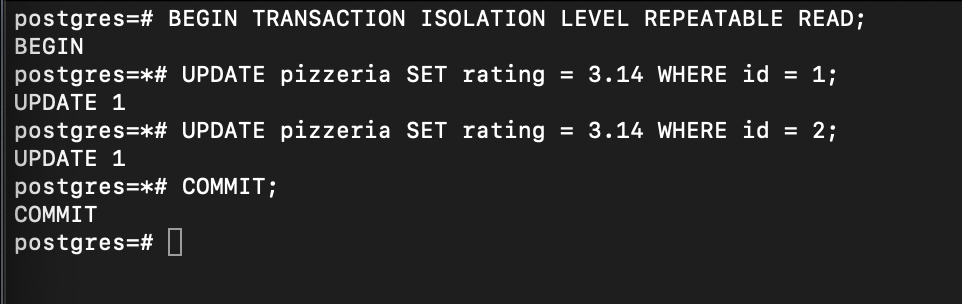 postgres=# BEGIN TRANSACTION ISOLATION LEVEL REPEATABLE READ;
BEGIN
postgres=*# UPDATE pizzeria SET rating = 3.14 WHERE id = 1;
UPDATE 1
postgres=*# UPDATE pizzeria SET rating = 3.14 WHERE id = 2;
UPDATE 1
postgres=*# COMMIT;
COMMIT
postgres=#